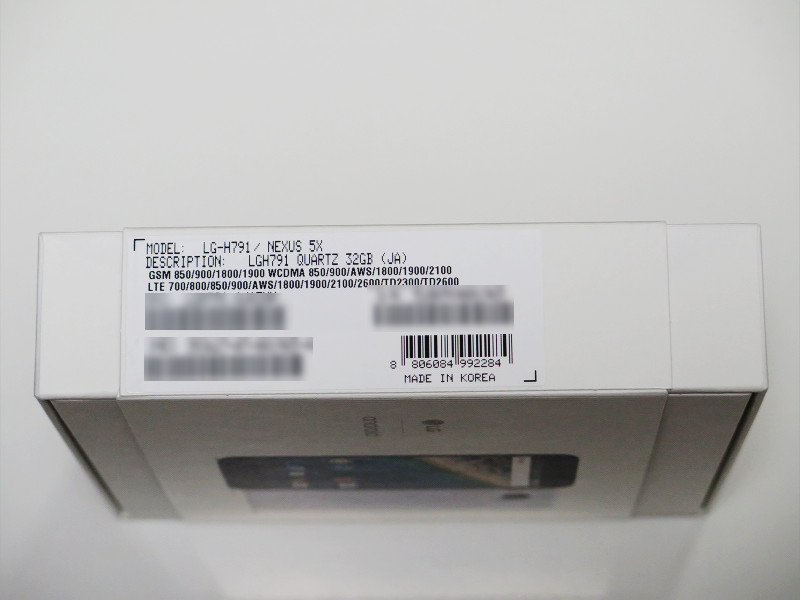 MODEL: LG-H791/ NEXUS 5X
DESCRIPTION: LGH791 QUARTZ 32GB (JA)
GSM 850/900/1800/1900 WCDMA 850/900/AWS/1800/1900/2100
LTE 700/800/850/900/AWS/1800/1900/2100/2600/TD2300/TD2600
8 806084 992284
MADE IN KOREA
LG
android